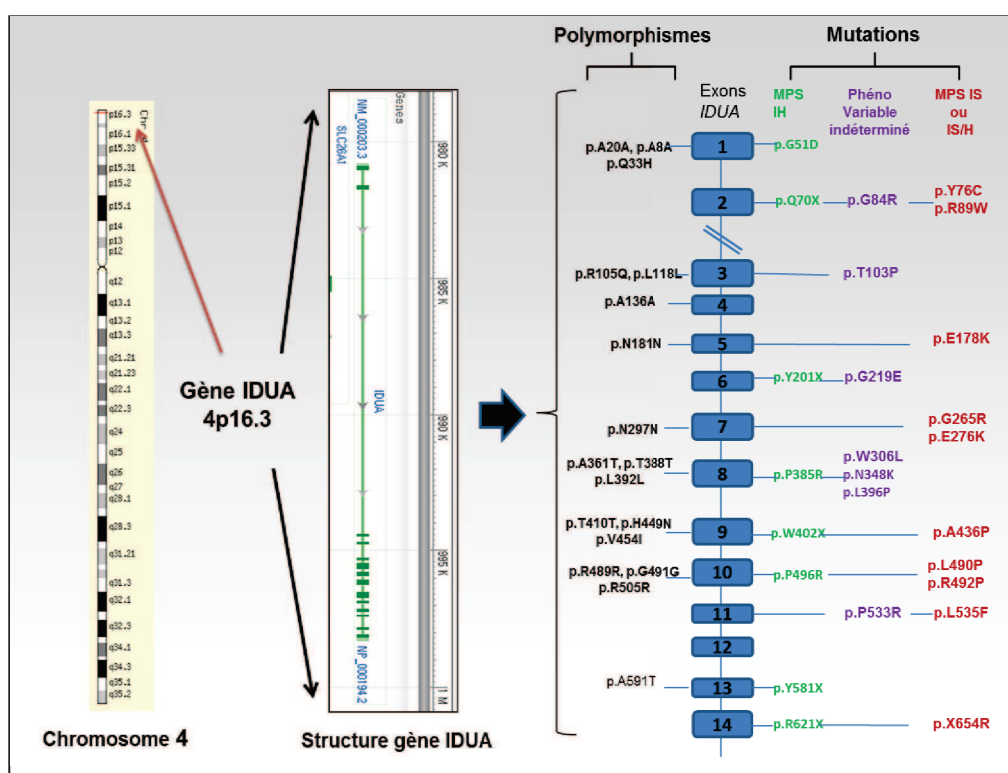 Polymorphismes
Mutations
Exons
IDUA
MPS
IH
Phéno
Variable
indéterminé
MPS IS
ou
IS/H
p16.3
p16.1
p15.33
p15.31
p15.2
p15.1
p14
p13
p12
q12
q13.1
q13.2
q13.3
q21.21
q21.23
q22.1
q22.3
q24
q25
q26
q27
q28.1
q28.3
q31.21
q31.3
q32.1
q32.3
q34.1
q34.3
q35.1
q35.2
Chromosome 4
Gène IDUA
4p16.3
Genes
NM_000203.3
SLC26A1
IDUA
NP_000194.2
980 K
985 K
990 K
995 K
1 M
Structure gène IDUA
p.A20A, p.A8A
p.Q33H
1
p.G51D
2
p.Q70X
p.G84R
p.Y76C
p.R89W
p.R105Q, p.L118L
3
p.T103P
p.A136A
4
p.N181N
5
p.E178K
6
p.Y201X
p.G219E
p.N297N
7
p.G265R
p.E276K
p.A361T, p.T388T
p.L392L
8
p.P385R
p.W306L
p.N348K
p.L396P
p.T410T, p.H449N
p.V454I
9
p.W402X
p.A436P
p.R489R, p.G491G
p.R505R
10
p.P496R
p.L490P
p.R492P
11
p.P533R
p.L535F
12
p.A591T
13
p.Y581X
14
p.R621X
p.X654R